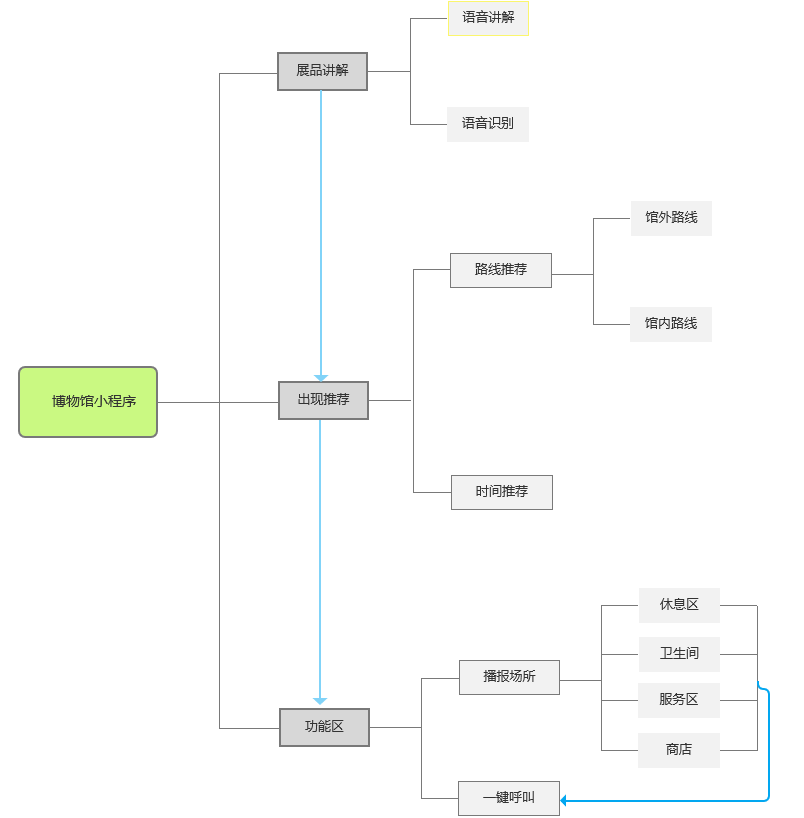 语音讲解
展品讲解
语音识别
馆外路线
路线推荐
馆内路线
博物馆小程序
出现推荐
时间推荐
休息区
卫生间
播报场所
服务区
功能区
商店
一键呼叫